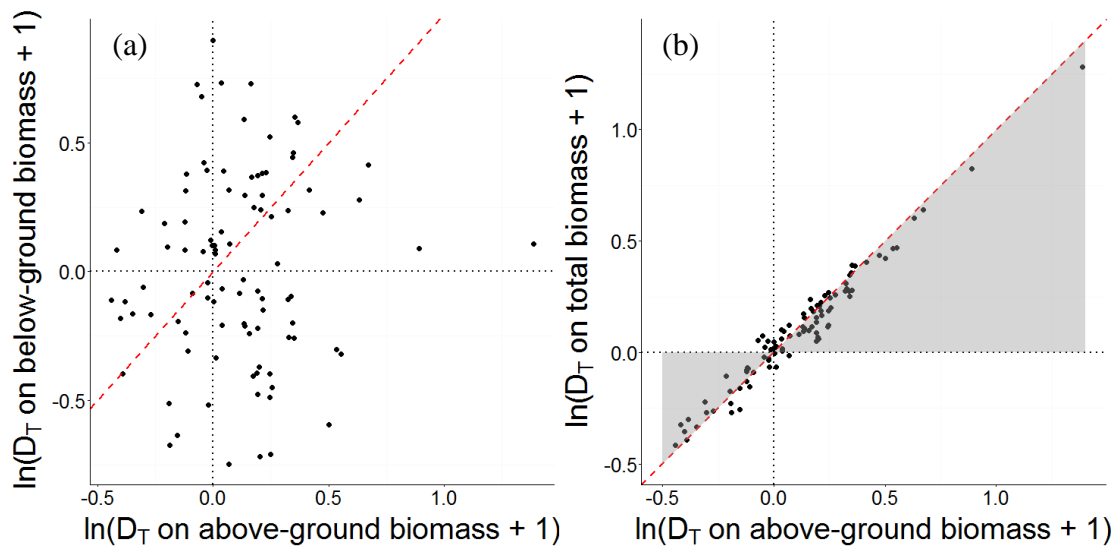 (a)
ln(D_T on below-ground biomass + 1)
0.5
0.0
-0.5
-0.5 0.0 0.5 1.0
ln(D_T on above-ground biomass + 1)
(b)
ln(D_T on total biomass + 1)
1.0
0.5
0.0
-0.5
-0.5 0.0 0.5 1.0
ln(D_T on above-ground biomass + 1)